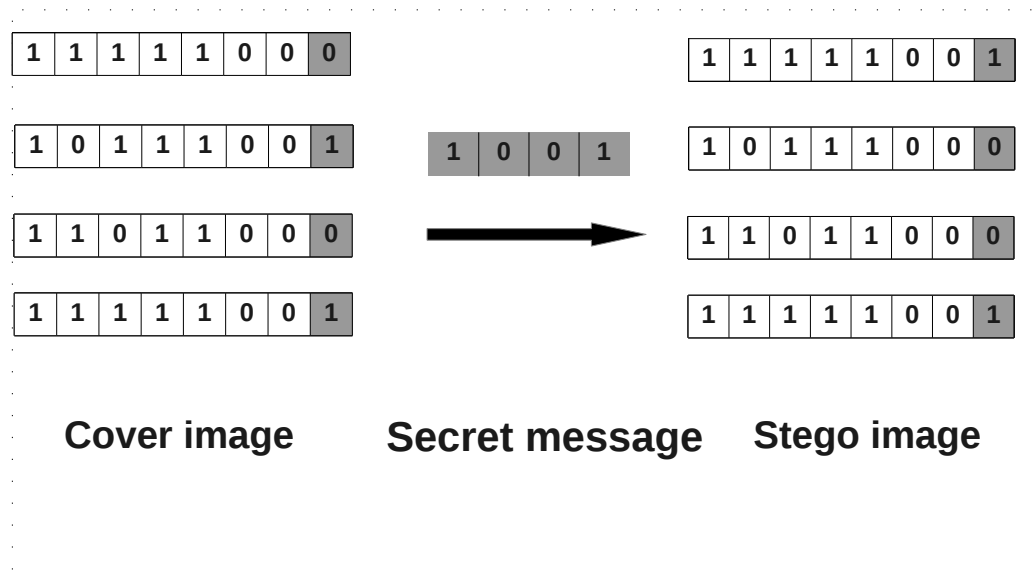 1 1 1 1 1 0 0 0
1 0 1 1 1 0 0 1
1 1 0 1 1 0 0 0
1 1 1 1 1 0 0 1
Cover image
1 0 0 1
Secret message
1 1 1 1 1 0 0 1
1 0 1 1 1 0 0 0
1 1 0 1 1 0 0 0
1 1 1 1 1 0 0 1
Stego image